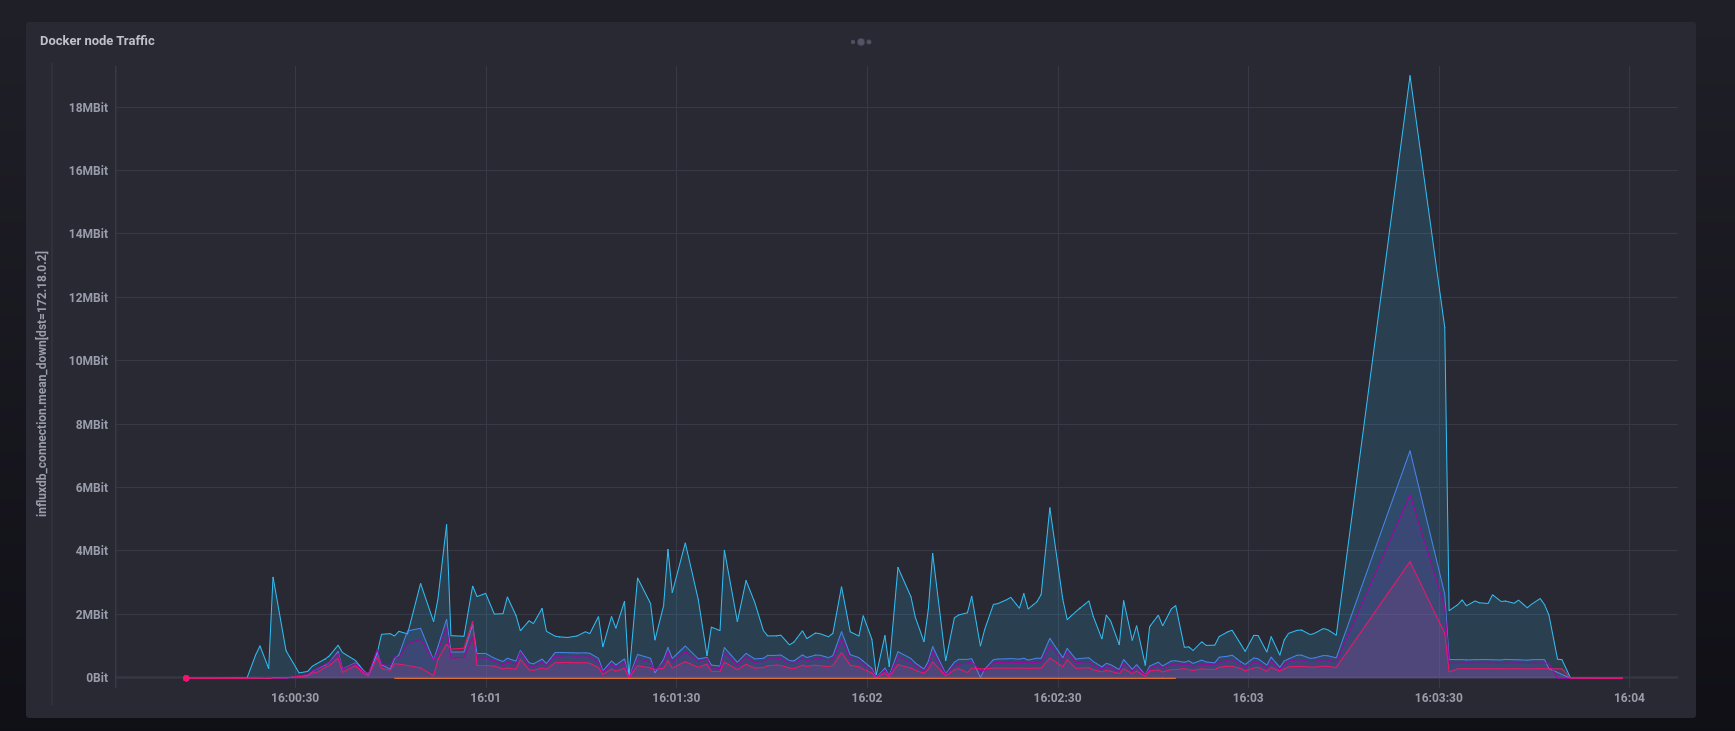 Docker node Traffic
influxdb_connection.mean_down[dst=172.18.0.2]
18MBit
16MBit
14MBit
12MBit
10MBit
8MBit
6MBit
4MBit
2MBit
0Bit
16:00:30 16:01 16:01:30 16:02 16:02:30 16:03 16:03:30 16:04